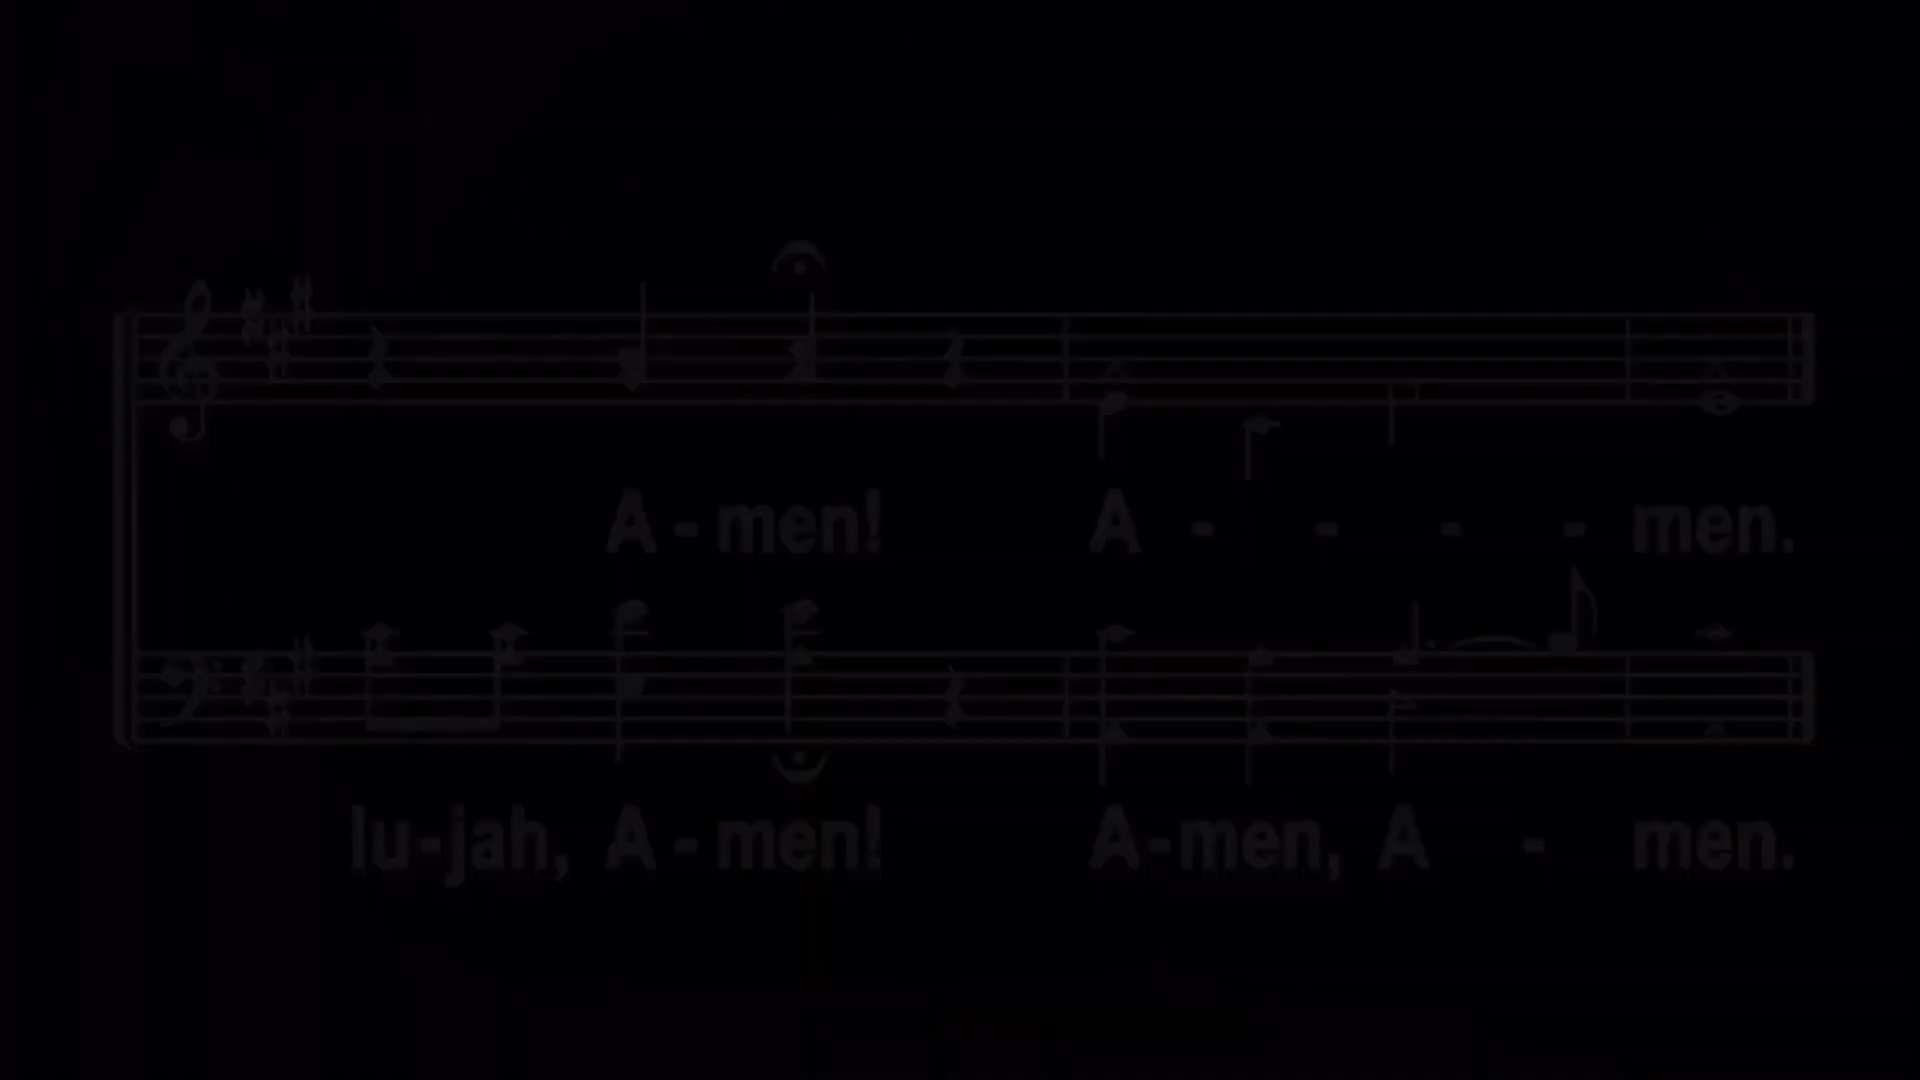 A - men! A - - - - men.
lu-jah, A - men! A-men, A - men.